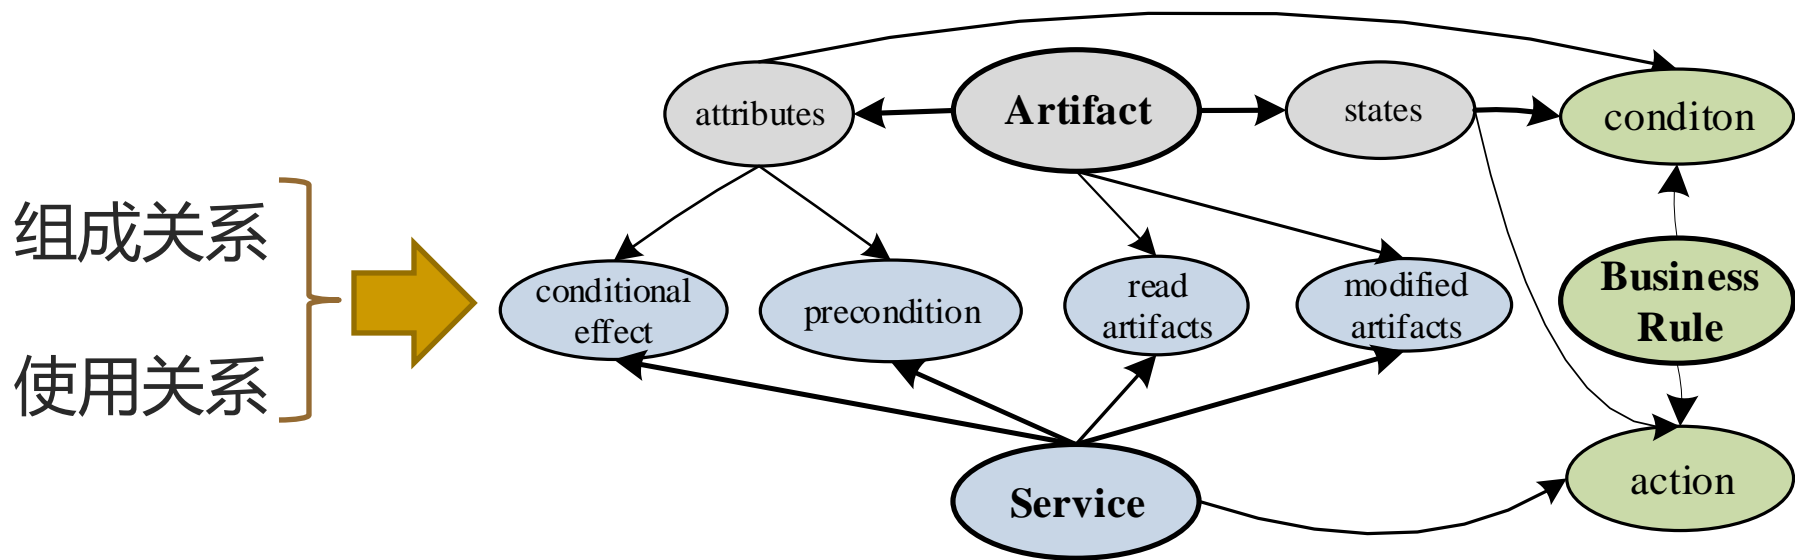 组成关系
使用关系
attributes
Artifact
states
conditon
conditional
effect
precondition
read
artifacts
modified
artifacts
Business
Rule
Service
action